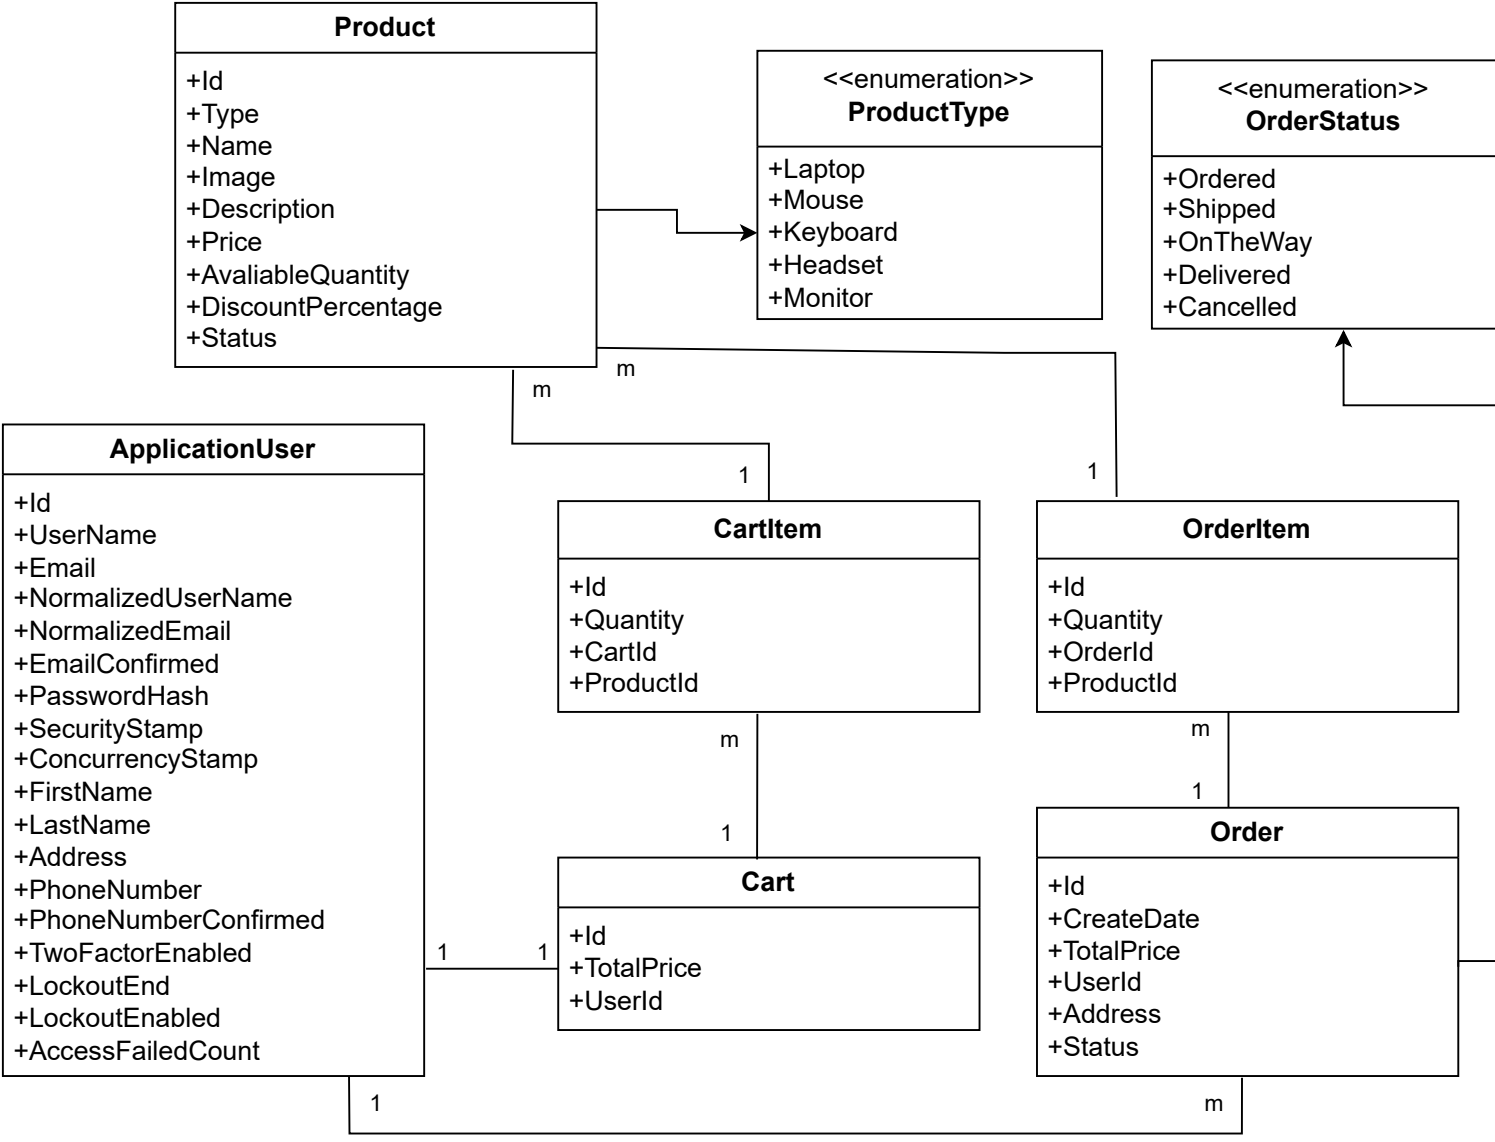 Product
+Id
+Type
+Name
+Image
+Description
+Price
+AvaliableQuantity
+DiscountPercentage
+Status
<<enumeration>>
ProductType
+Laptop
+Mouse
+Keyboard
+Headset
+Monitor
<<enumeration>>
OrderStatus
+Ordered
+Shipped
+OnTheWay
+Delivered
+Cancelled
m
m
1
1
ApplicationUser
+Id
+UserName
+Email
+NormalizedUserName
+NormalizedEmail
+EmailConfirmed
+PasswordHash
+SecurityStamp
+ConcurrencyStamp
+FirstName
+LastName
+Address
+PhoneNumber
+PhoneNumberConfirmed
+TwoFactorEnabled
+LockoutEnd
+LockoutEnabled
+AccessFailedCount
CartItem
+Id
+Quantity
+CartId
+ProductId
OrderItem
+Id
+Quantity
+OrderId
+ProductId
m
1
m
1
Cart
+Id
+TotalPrice
+UserId
1
1
Order
+Id
+CreateDate
+TotalPrice
+UserId
+Address
+Status
1
m